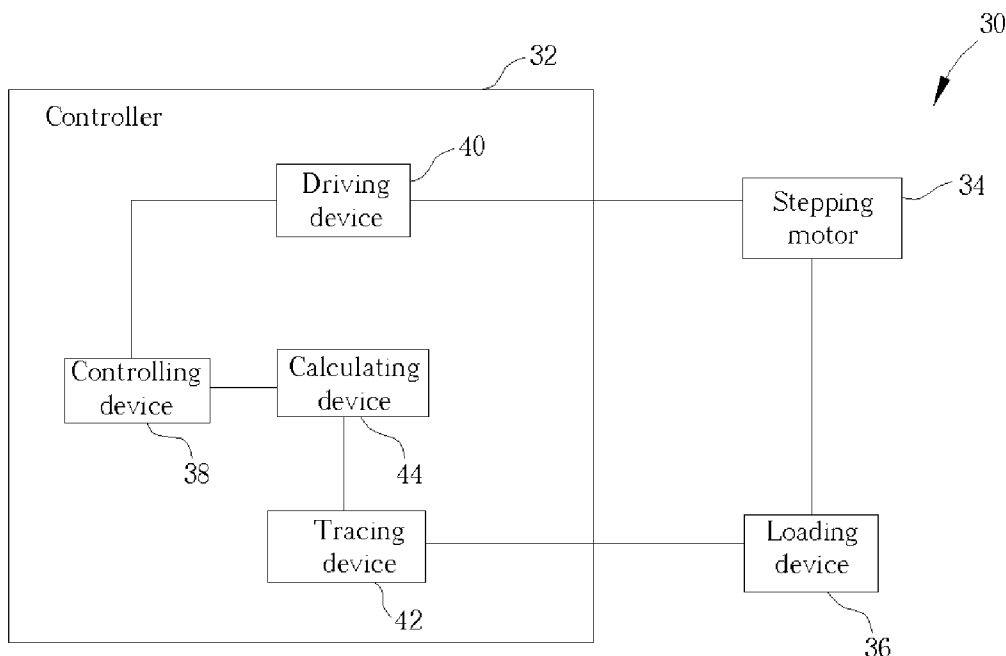 30
32
Controller
40
Driving
device
34
Stepping
motor
Controlling
device
Calculating
device
38
44
Tracing
device
Loading
device
42
36